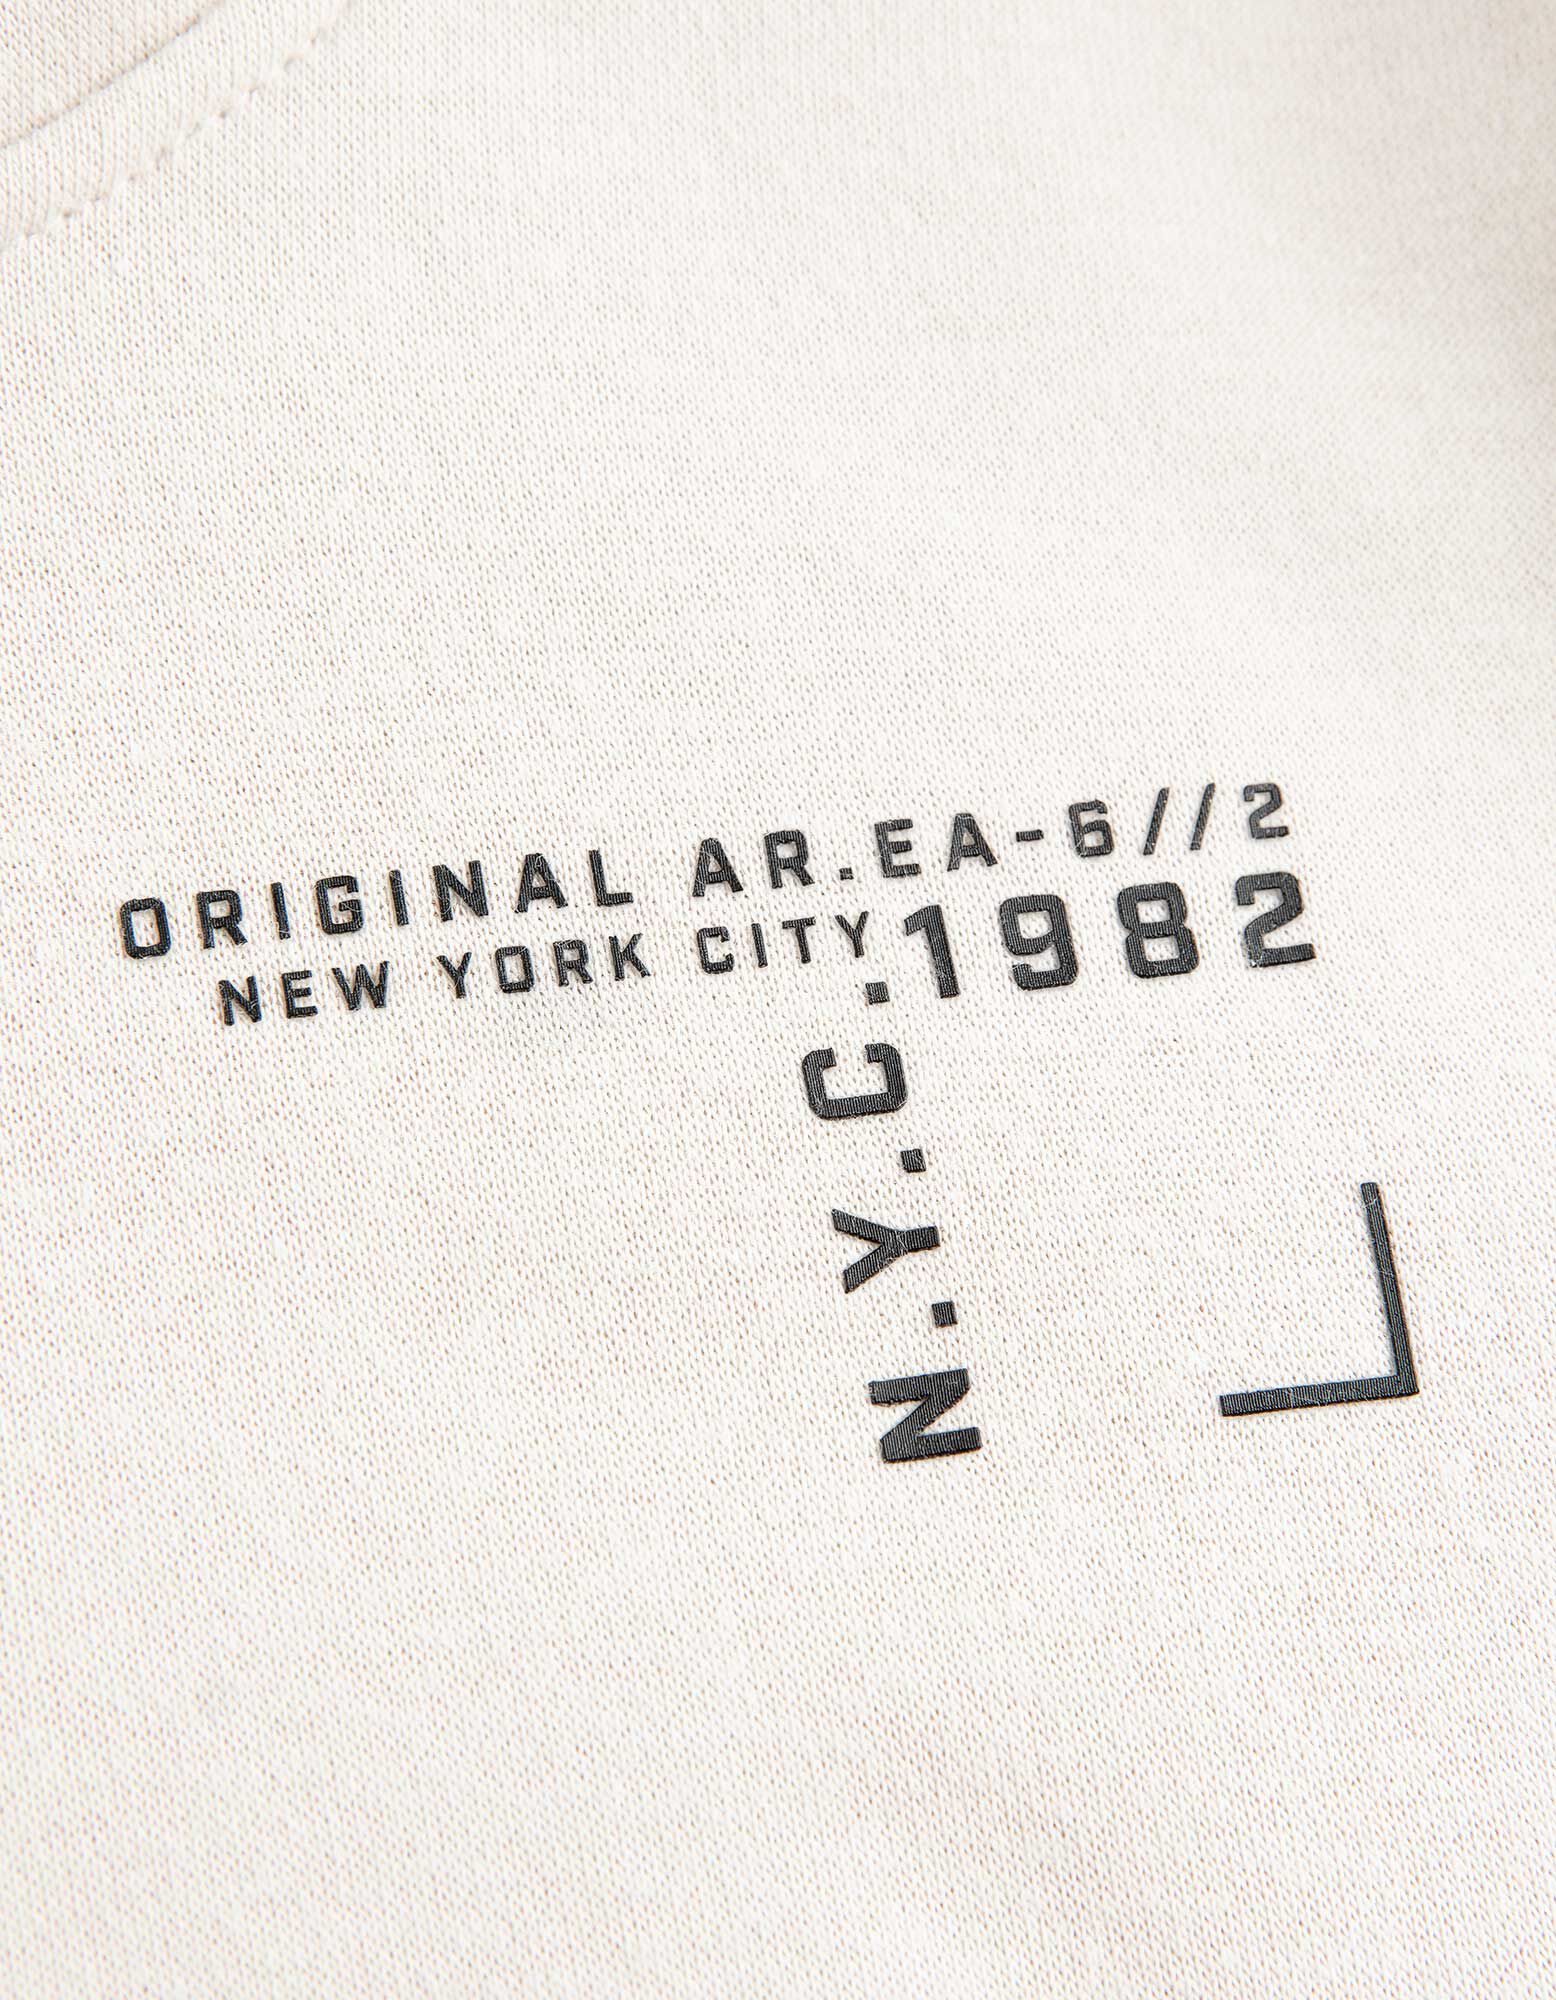 ORIGINAL AR.EA-6//2
NEW YORK CITY
1982
N.Y.C.